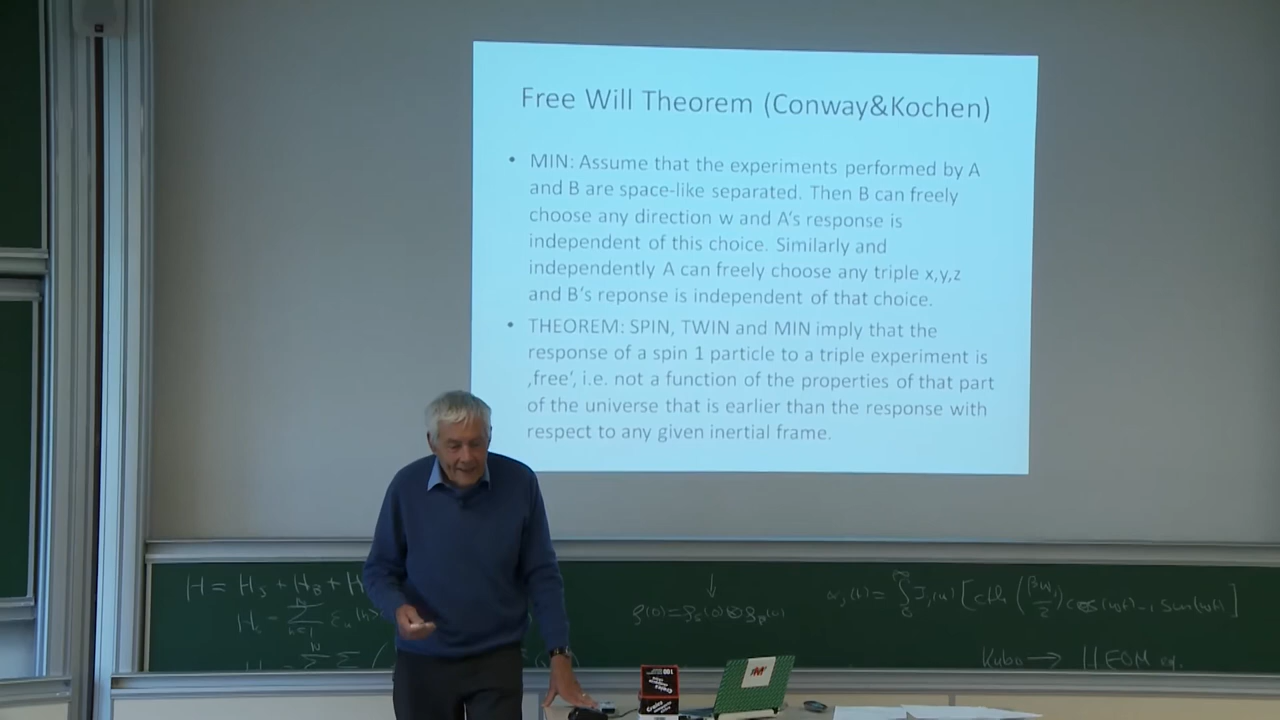 Free Will Theorem (Conway&Kochen)
• MIN: Assume that the experiments performed by A
and B are space-like separated. Then B can freely
choose any direction w and A's response is
independent of this choice. Similarly and
independently A can freely choose any triple x,y,z
and B's reponse is independent of that choice.
• THEOREM: SPIN, TWIN and MIN imply that the
response of a spin 1 particle to a triple experiment is
‚free‘, i.e. not a function of the properties of that part
of the universe that is earlier than the response with
respect to any given inertial frame.
H = H_S + H_B + H
Kubo → HEOM eq.
100